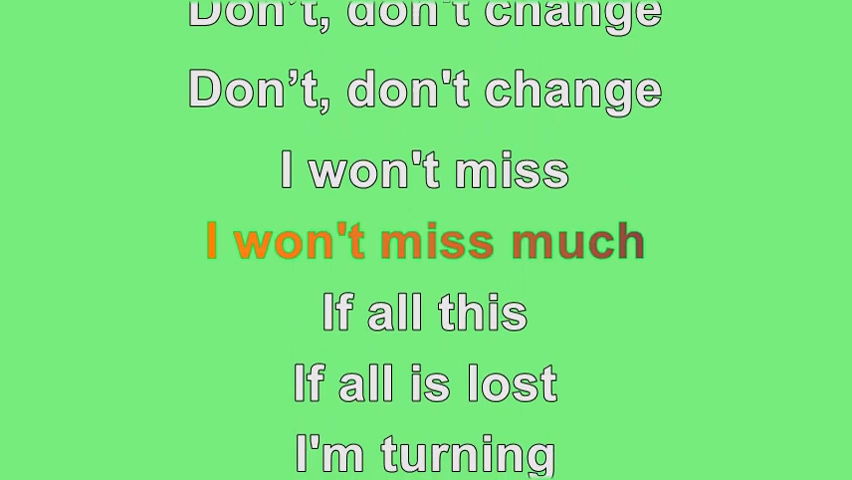 Don’t, don't change
Don’t, don't change
I won't miss
I won't miss much
If all this
If all is lost
I'm turning